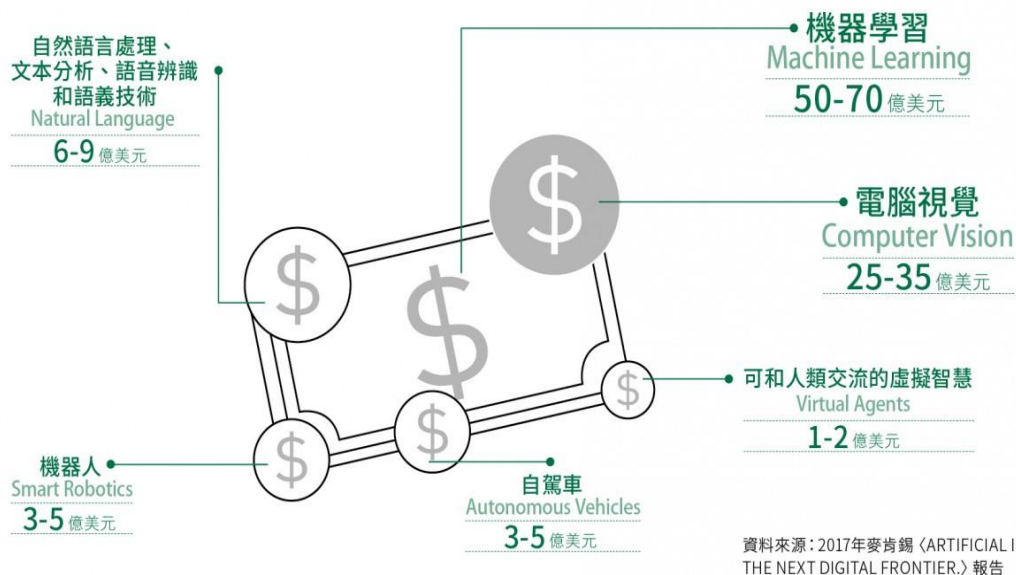 自然語言處理、
文本分析、語音辨識
和語義技術
Natural Language
6-9 億美元
機器學習
Machine Learning
50-70 億美元
電腦視覺
Computer Vision
25-35 億美元
$
$
$
$
$
$
可和人類交流的虛擬智慧
Virtual Agents
1-2 億美元
機器人
Smart Robotics
3-5 億美元
自駕車
Autonomous Vehicles
3-5 億美元
資料來源：2017年麥肯錫〈ARTIFICIAL I
THE NEXT DIGITAL FRONTIER.〉報告